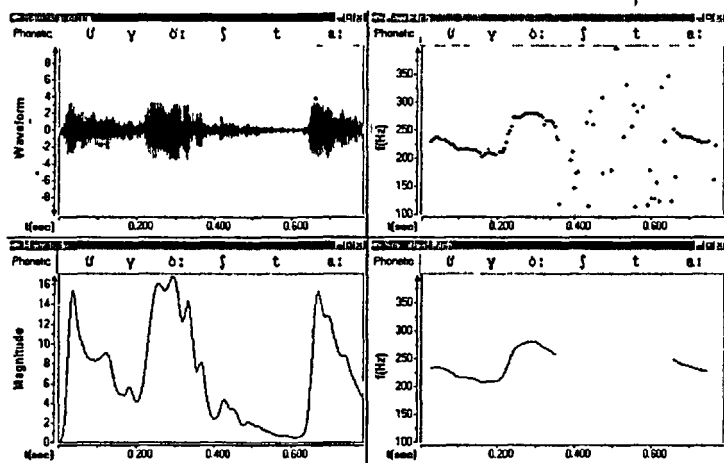 Phonetic ʊ ɣ ɑ: ʃ t a:
Waveform
8
6
4
2
0
-2
-4
-6
-8
t(sec) 0.200 0.400 0.600
Phonetic ʊ ɣ ɑ: ʃ t a:
f(Hz)
350
300
250
200
150
100
t(sec) 0.200 0.400 0.600
Phonetic ʊ ɣ ɑ: ʃ t a:
Magnitude
16
14
12
10
8
6
4
2
0
t(sec) 0.200 0.400 0.600
Phonetic ʊ ɣ ʃ t a:
f(Hz)
350
300
250
200
150
100
t(sec) 0.200 0.400 0.600